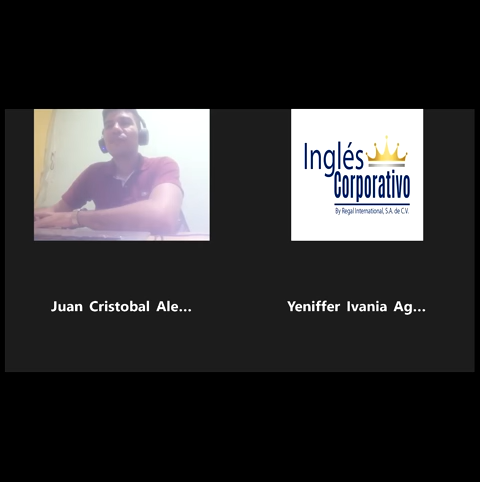 Inglés
Corporativo
By Regal International, S.A. de C.V.
Juan Cristobal Ale...
Yeniffer Ivania Ag...